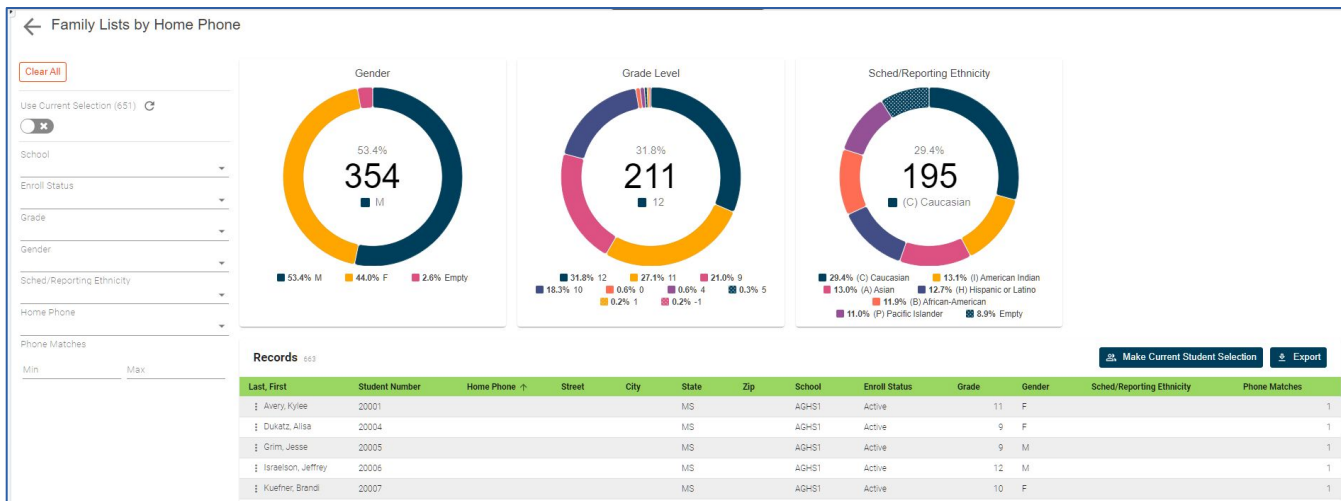 Family Lists by Home Phone
Clear All
Use Current Selection (651)
School
Enroll Status
Grade
Gender
Sched/Reporting Ethnicity
Home Phone
Phone Matches
Min Max
Gender
53.4%
354
M
53.4% M 44.0% F 2.6% Empty
Grade Level
31.8%
211
12
31.8% 12 27.1% 11 21.0% 9
18.3% 10 0.6% 0 0.6% 4 0.3% 5
0.2% 1 0.2% -1
Sched/Reporting Ethnicity
29.4%
195
(C) Caucasian
29.4% (C) Caucasian 13.1% (I) American Indian
13.0% (A) Asian 12.7% (H) Hispanic or Latino
11.9% (B) African-American
11.0% (P) Pacific Islander 8.9% Empty
Records 663 Make Current Student Selection Export
Last, First Student Number Home Phone ↑ Street City State Zip School Enroll Status Grade Gender Sched/Reporting Ethnicity Phone Matches
Avery, Kylee 20001 MS AGHS1 Active 11 F 1
Dukatz, Alisa 20004 MS AGHS1 Active 9 F 1
Grim, Jesse 20005 MS AGHS1 Active 9 M 1
Israelson, Jeffrey 20006 MS AGHS1 Active 12 M 1
Kuefner, Brandi 20007 MS AGHS1 Active 10 F 1